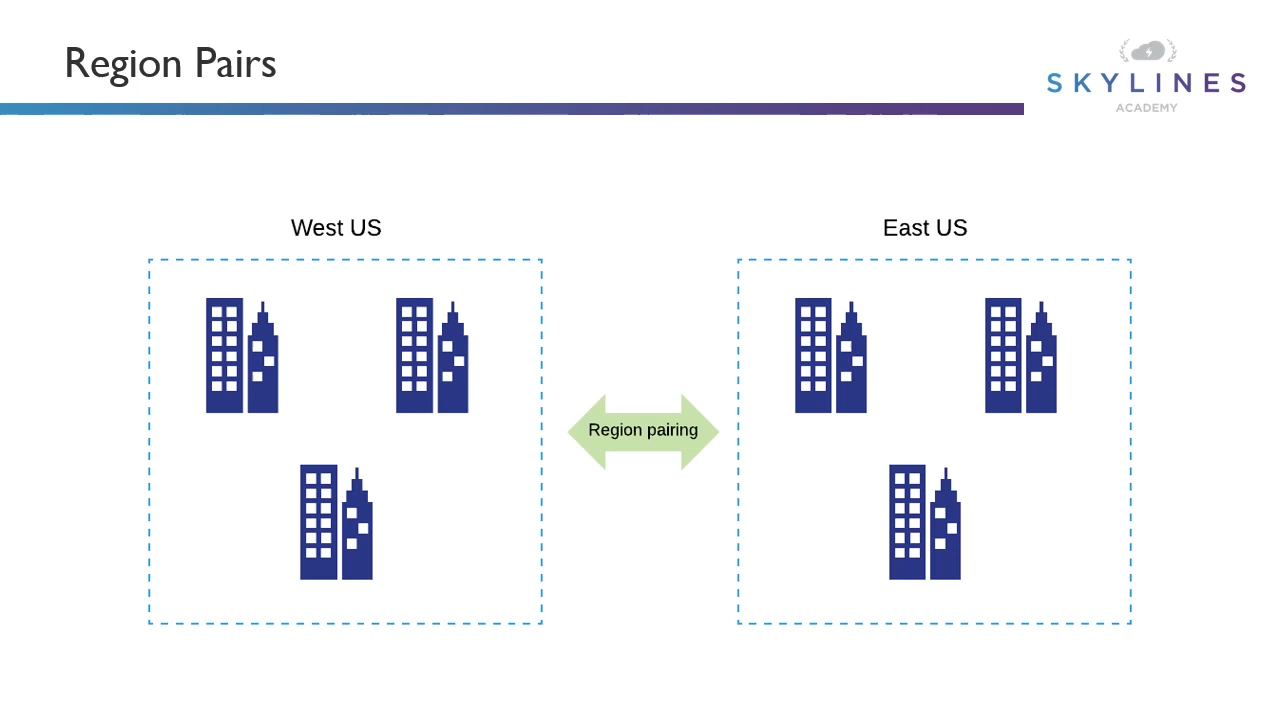 Region Pairs
SKYLINES
ACADEMY
West US
East US
Region pairing